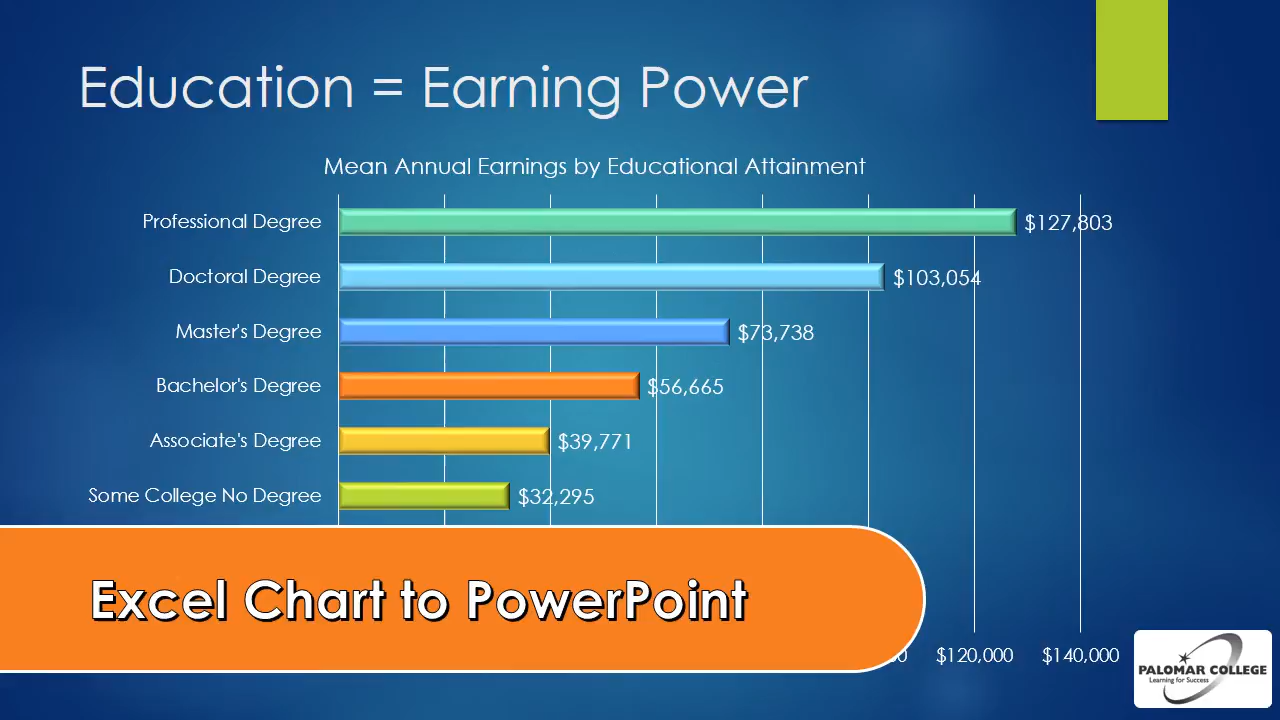 Education = Earning Power
Mean Annual Earnings by Educational Attainment
Professional Degree $127,803
Doctoral Degree $103,054
Master's Degree $73,738
Bachelor's Degree $56,665
Associate's Degree $39,771
Some College No Degree $32,295
Excel Chart to PowerPoint
$120,000 $140,000
PALOMAR COLLEGE
Learning for Success